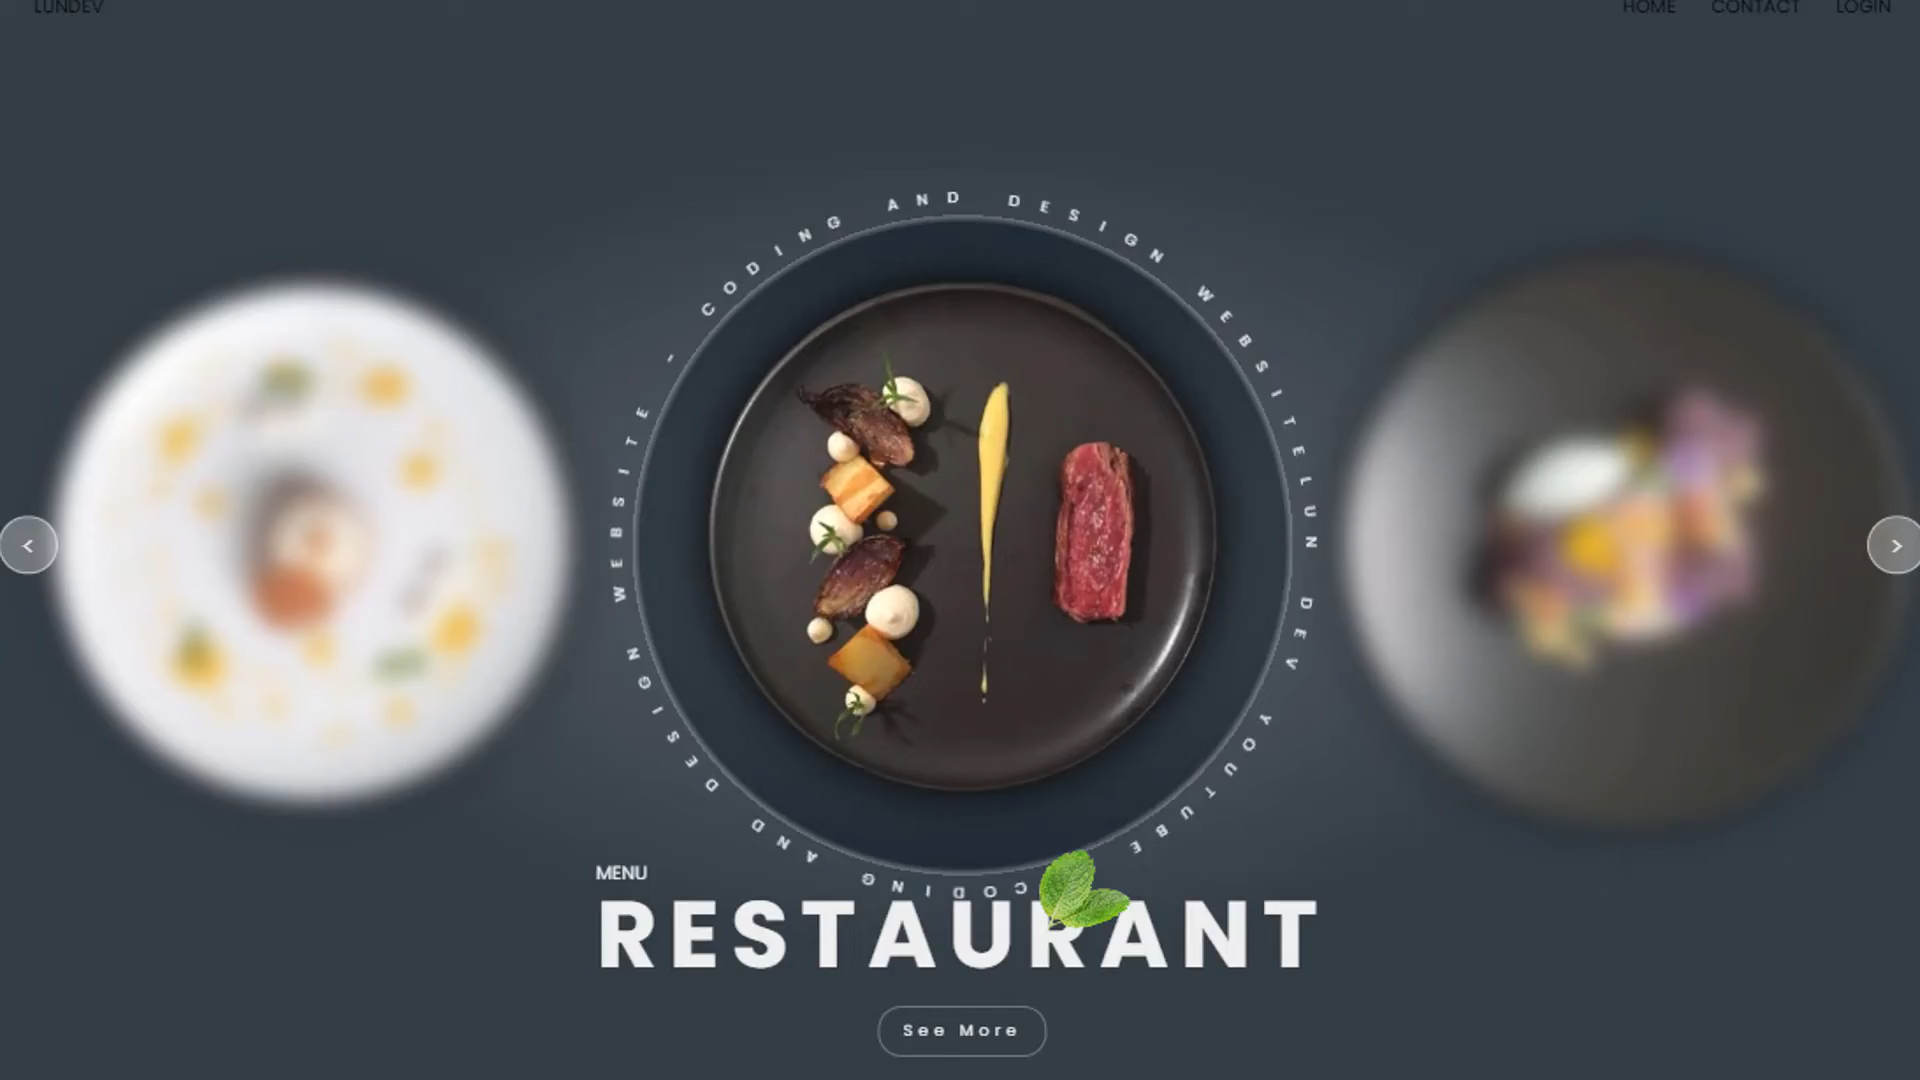 LUNDEV
HOME CONTACT LOGIN
CODING AND DESIGN WEBSITELUN DEV YOUTUBE CODING AND DESIGN WEBSITE -
MENU
RESTAURANT
See More